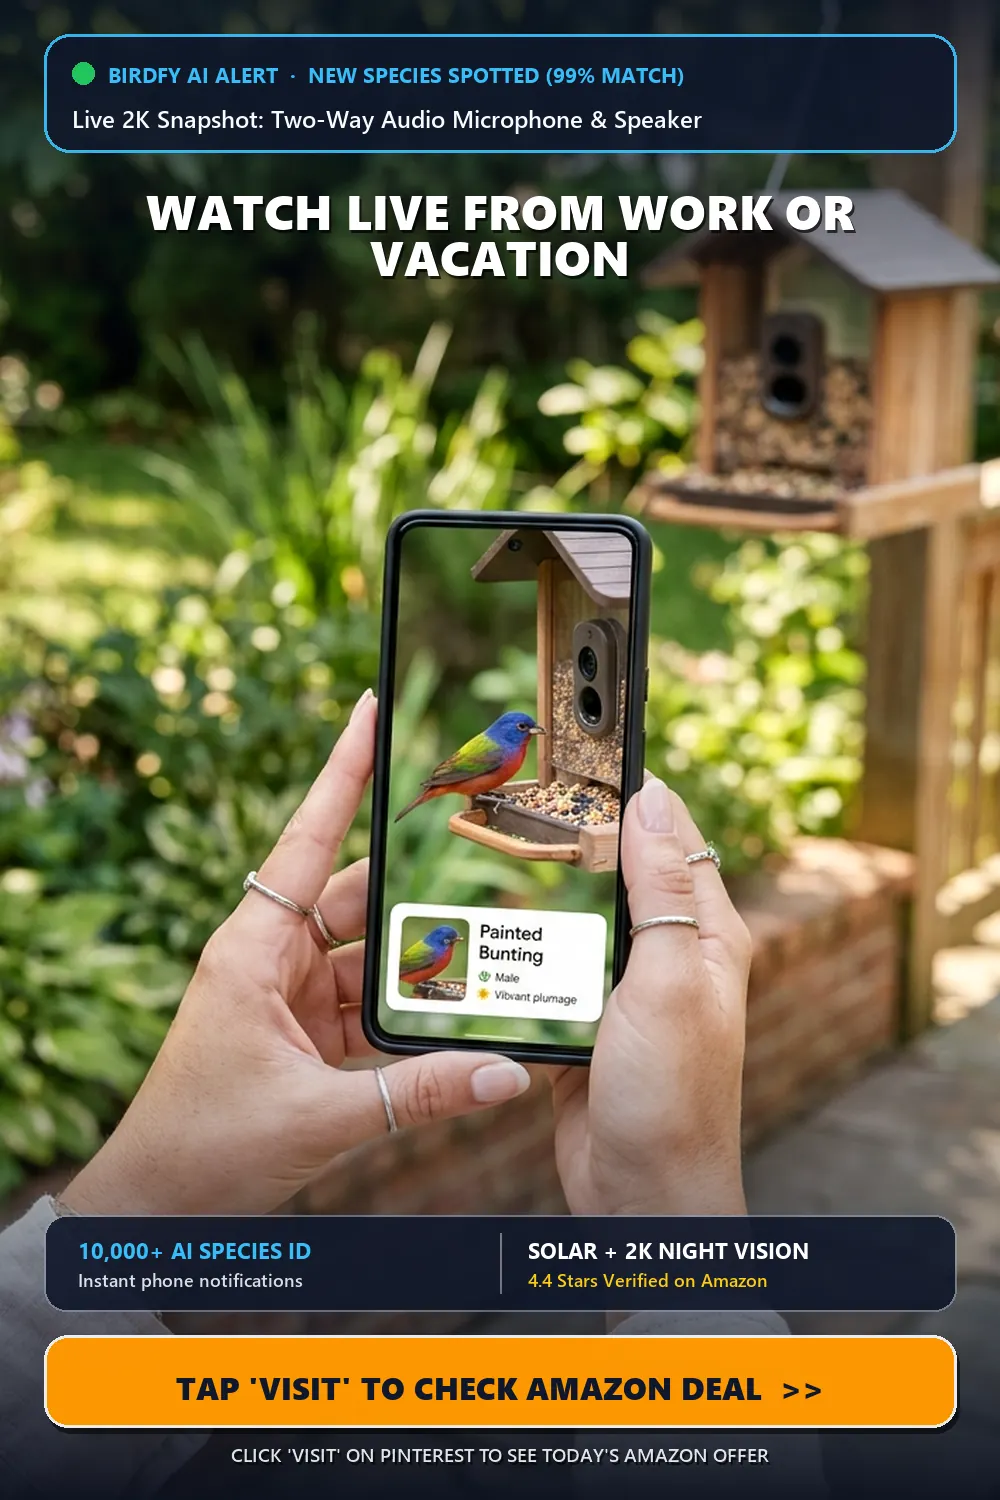 BIRDFY AI ALERT · NEW SPECIES SPOTTED (99% MATCH)
Live 2K Snapshot: Two-Way Audio Microphone & Speaker
WATCH LIVE FROM WORK OR
VACATION
Painted
Bunting
Male
Vibrant plumage
10,000+ AI SPECIES ID
Instant phone notifications
SOLAR + 2K NIGHT VISION
4.4 Stars Verified on Amazon
TAP 'VISIT' TO CHECK AMAZON DEAL >>
CLICK 'VISIT' ON PINTEREST TO SEE TODAY'S AMAZON OFFER